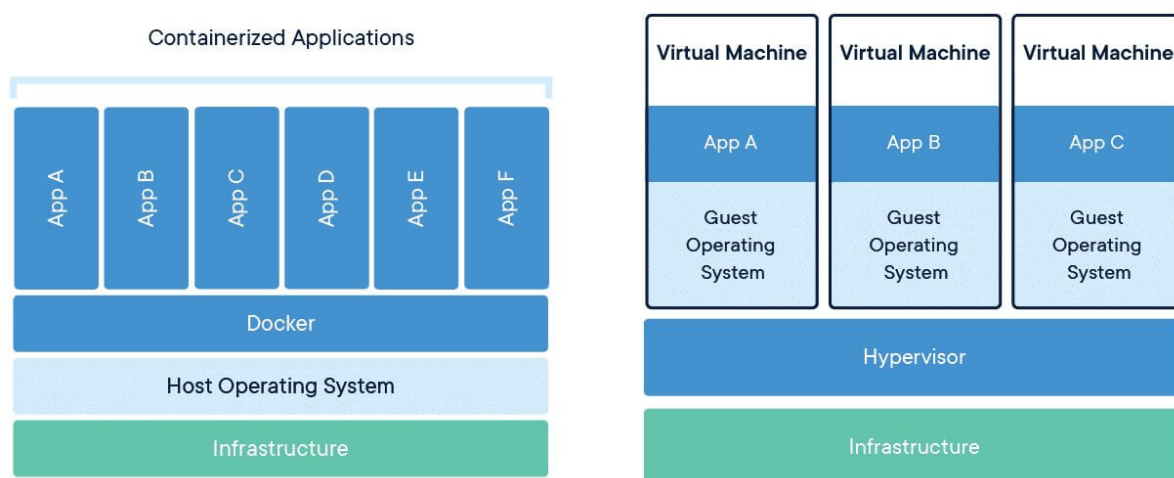 Containerized Applications
App A
App B
App C
App D
App E
App F
Docker
Host Operating System
Infrastructure
Virtual Machine
App A
Guest
Operating
System
Virtual Machine
App B
Guest
Operating
System
Virtual Machine
App C
Guest
Operating
System
Hypervisor
Infrastructure